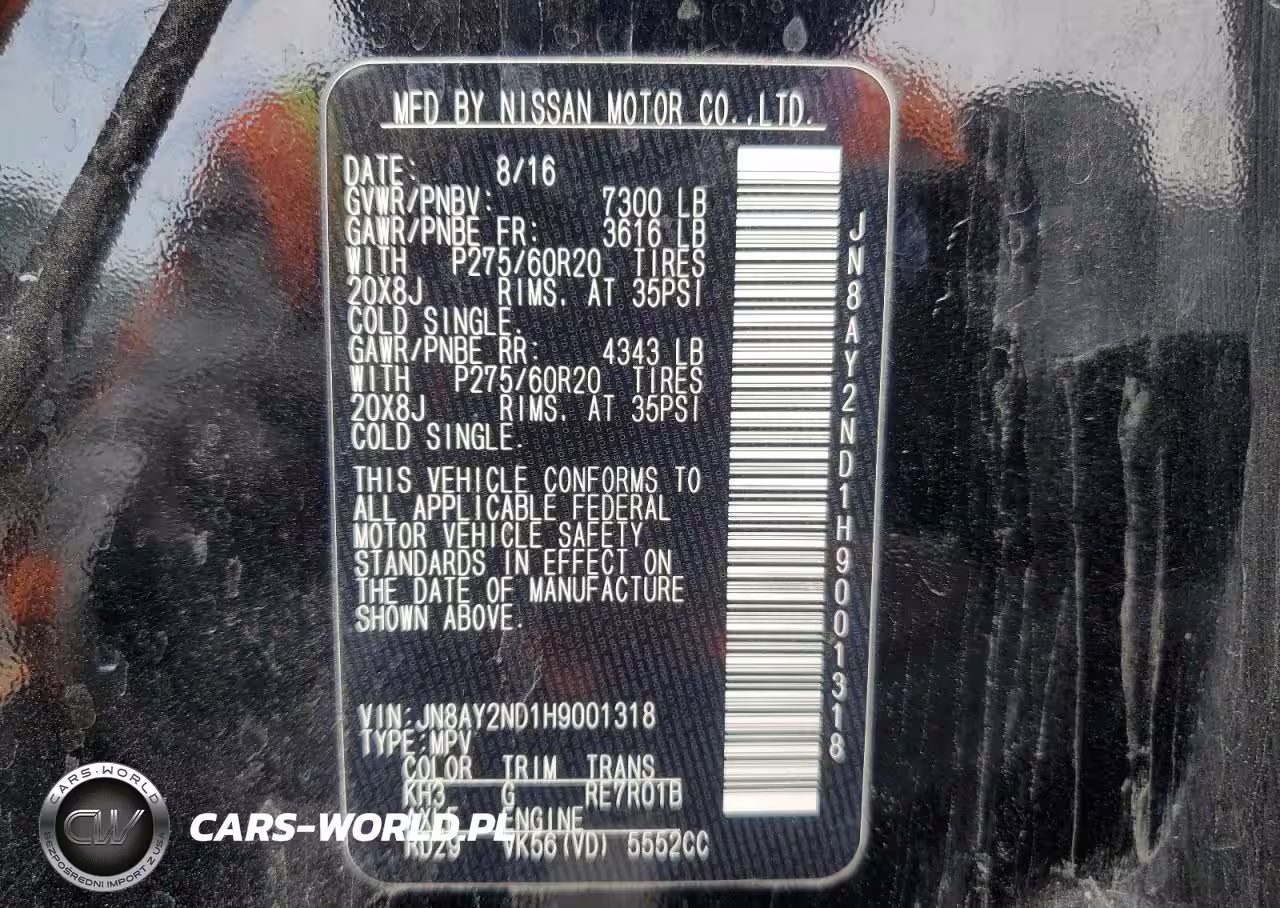 MFD BY NISSAN MOTOR CO.,LTD.
DATE: 8/16
GVWR/PNBV: 7300 LB
GAWR/PNBE FR: 3616 LB
WITH P275/60R20 TIRES
20X8J RIMS. AT 35PSI
COLD SINGLE.
GAWR/PNBE RR: 4343 LB
WITH P275/60R20 TIRES
20X8J RIMS. AT 35PSI
COLD SINGLE.
THIS VEHICLE CONFORMS TO
ALL APPLICABLE FEDERAL
MOTOR VEHICLE SAFETY
STANDARDS IN EFFECT ON
THE DATE OF MANUFACTURE
SHOWN ABOVE.
VIN:JN8AY2ND1H9001318
TYPE:MPV
COLOR TRIM TRANS
KH3 G RE7R01B
ENGINE
VK56(VD) 5552CC
JN8AY2ND1H9001318
CARS-WORLD
CW
BEZPOŚREDNI IMPORT Z USA
CARS-WORLD.PL